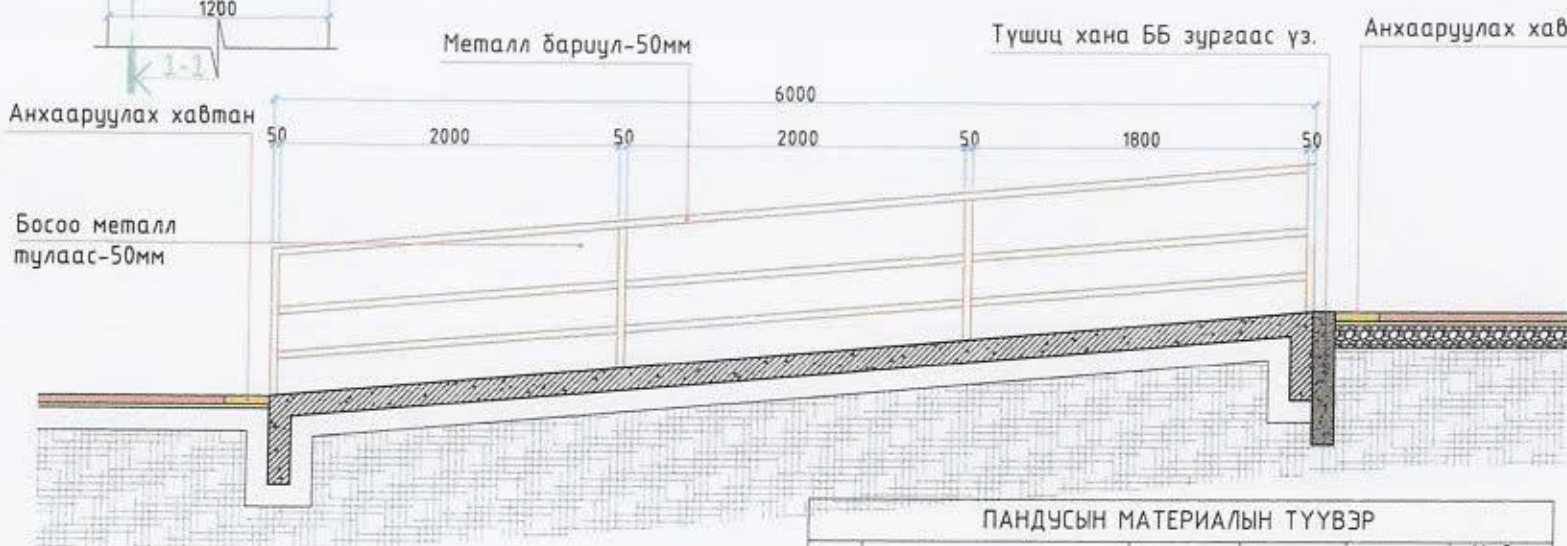 1200
1-1
Металл бариул-50мм
Түшиц хана ББ зургаас үз.
Анхааруулах хав
Анхааруулах хавтан
6000
50 2000 50 2000 50 1800 50
Босоо металл
тулаас-50мм
ПАНДУСЫН МАТЕРИАЛЫН ТҮҮВЭР